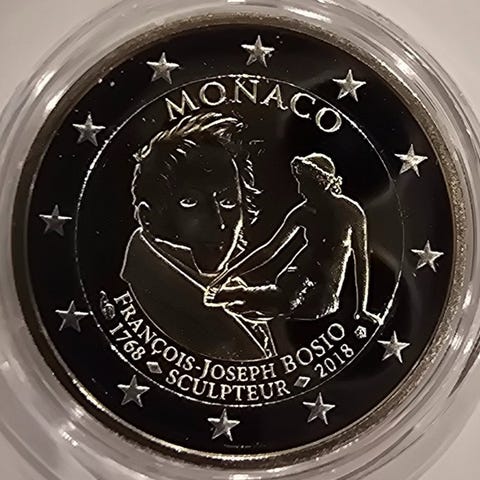 MONACO
FRANÇOIS-JOSEPH BOSIO
1768 ◆ SCULPTEUR ◆ 2018